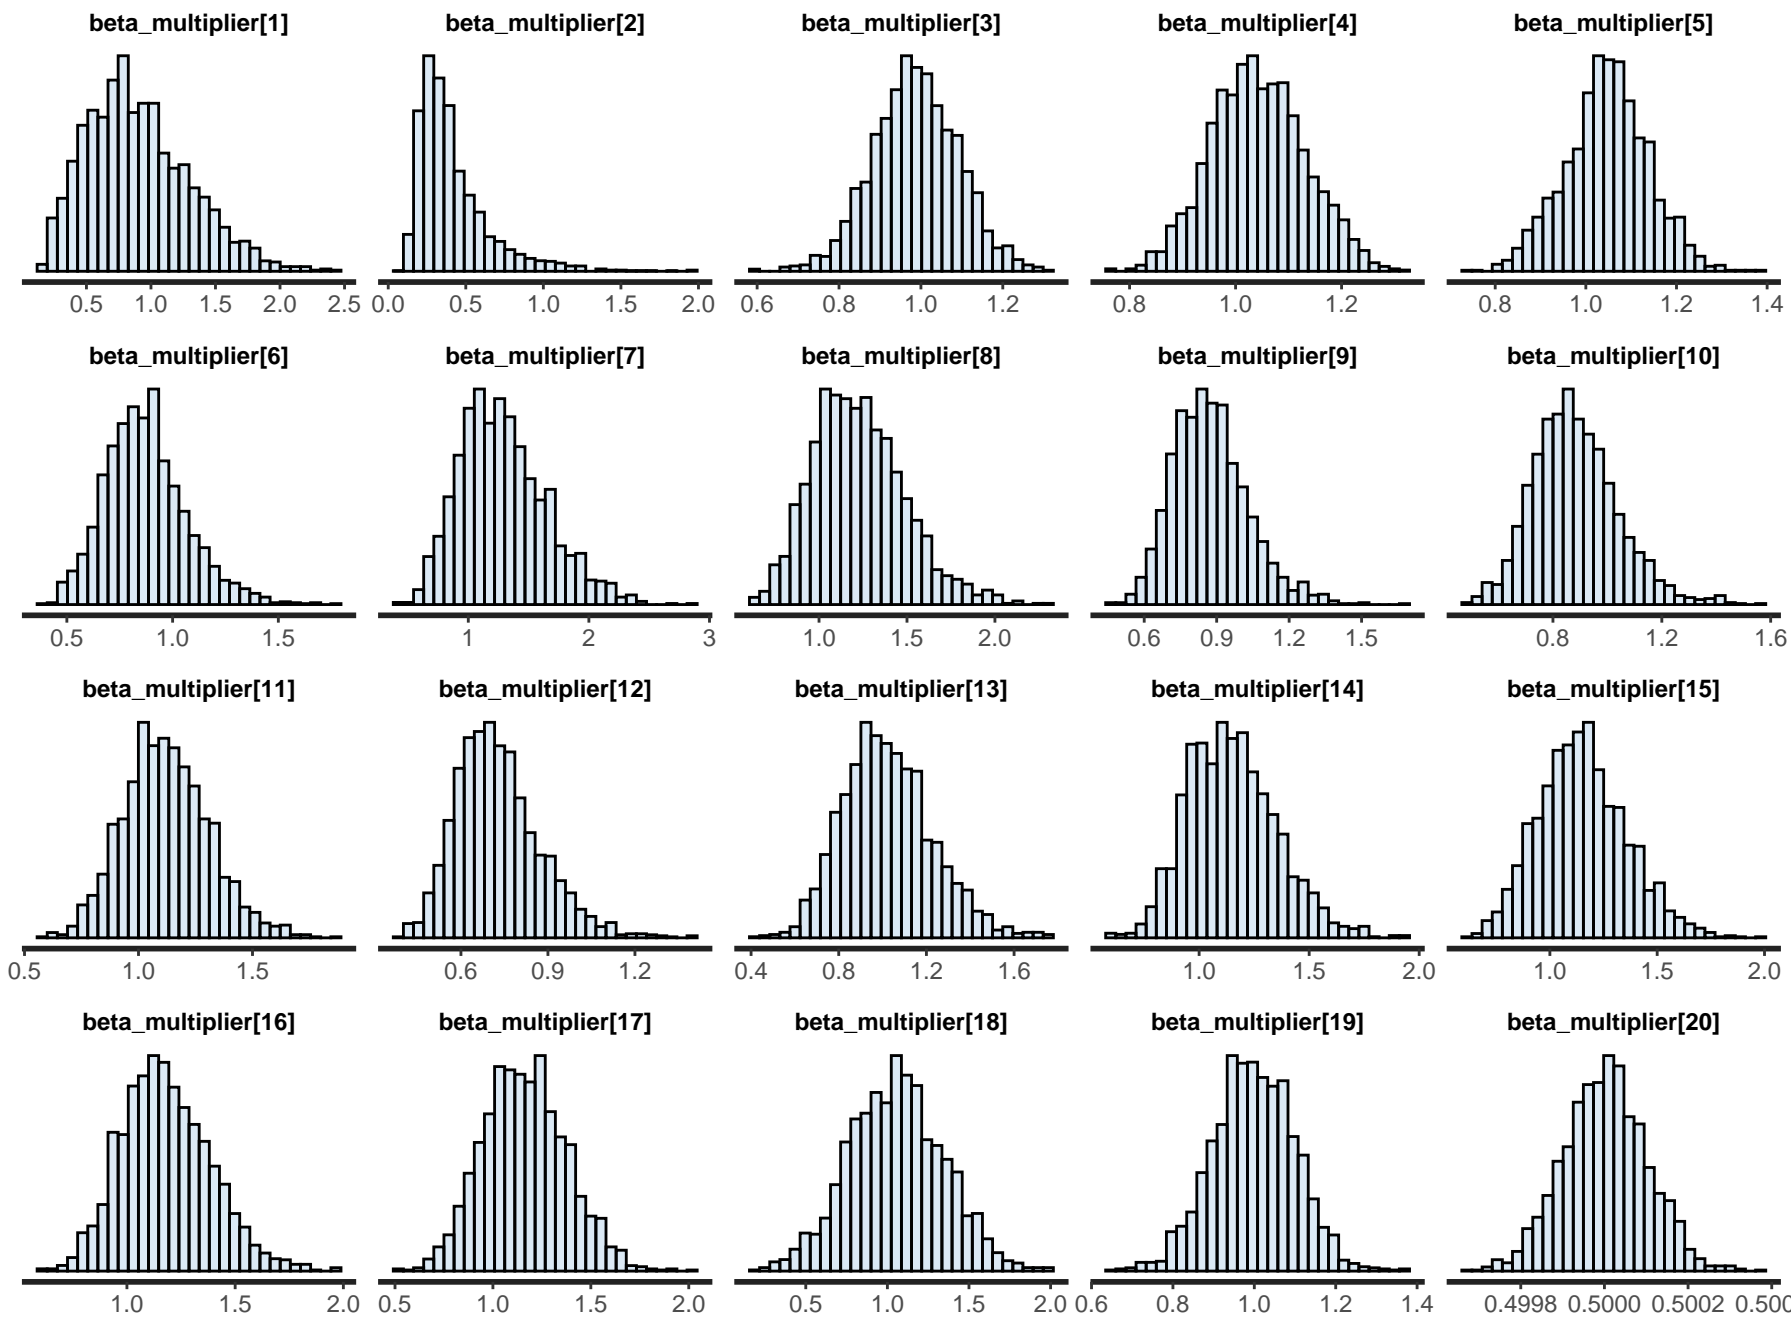 beta_multiplier[1] beta_multiplier[2] beta_multiplier[3] beta_multiplier[4] beta_multiplier[5]
0.5 1.0 1.5 2.0 2.5 0.0 0.5 1.0 1.5 2.0 0.6 0.8 1.0 1.2 0.8 1.0 1.2 0.8 1.0 1.2 1.4
beta_multiplier[6] beta_multiplier[7] beta_multiplier[8] beta_multiplier[9] beta_multiplier[10]
0.5 1.0 1.5 1 2 3 1.0 1.5 2.0 0.6 0.9 1.2 1.5 0.8 1.2 1.6
beta_multiplier[11] beta_multiplier[12] beta_multiplier[13] beta_multiplier[14] beta_multiplier[15]
0.5 1.0 1.5 0.6 0.9 1.2 0.4 0.8 1.2 1.6 1.0 1.5 2.0 1.0 1.5 2.0
beta_multiplier[16] beta_multiplier[17] beta_multiplier[18] beta_multiplier[19] beta_multiplier[20]
1.0 1.5 2.0 0.5 1.0 1.5 2.0 0.5 1.0 1.5 2.0 0.6 0.8 1.0 1.2 1.4 0.4998 0.5000 0.5002